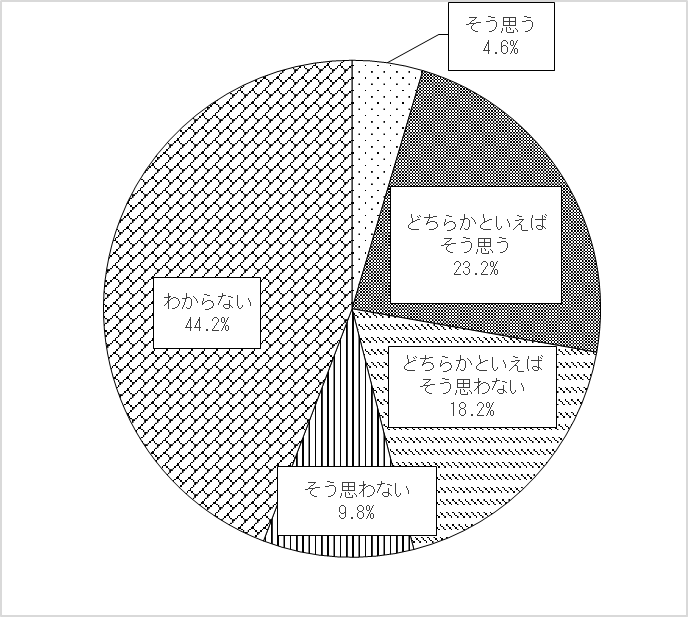 そう思う
4.6%
どちらかといえば
そう思う
23.2%
どちらかといえば
そう思わない
18.2%
そう思わない
9.8%
わからない
44.2%